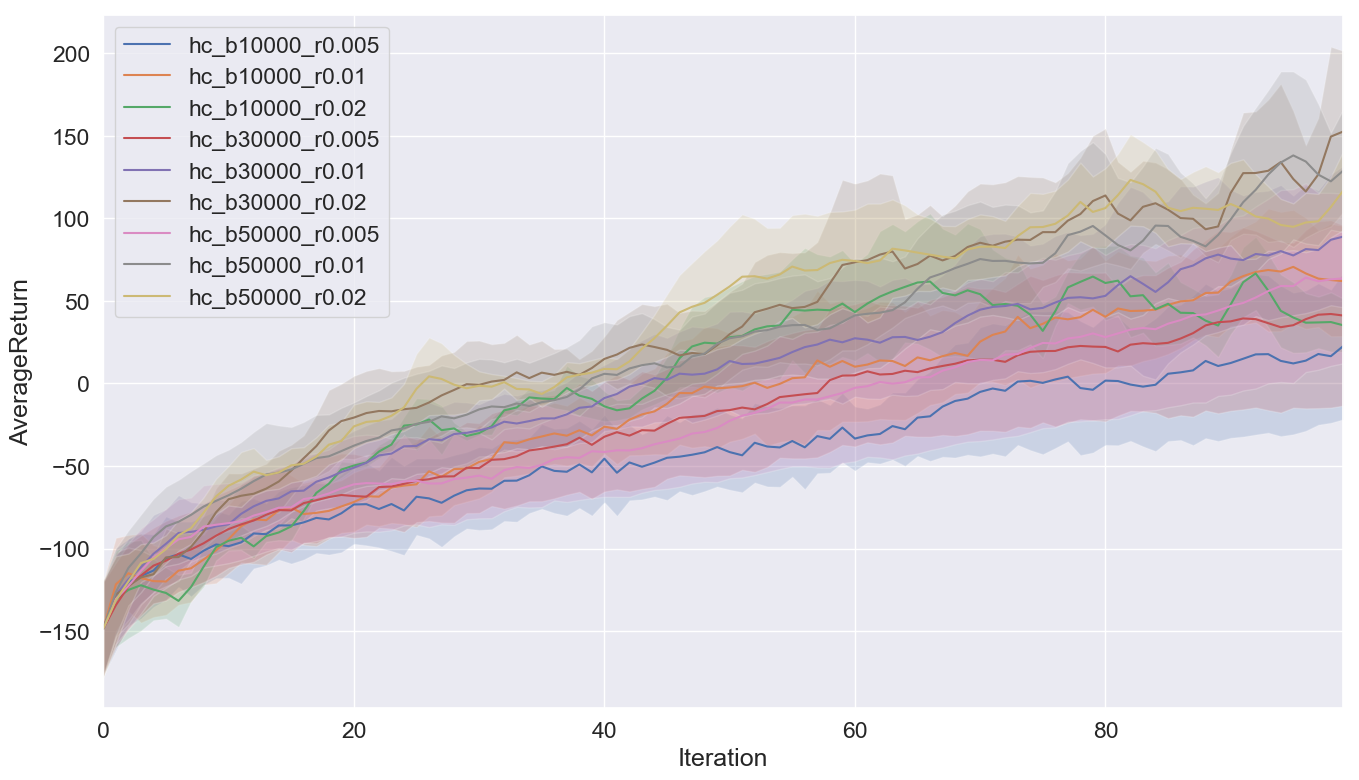 200
150
100
50
0
−50
−100
−150
AverageReturn
hc_b10000_r0.005
hc_b10000_r0.01
hc_b10000_r0.02
hc_b30000_r0.005
hc_b30000_r0.01
hc_b30000_r0.02
hc_b50000_r0.005
hc_b50000_r0.01
hc_b50000_r0.02
0 20 40 60 80
Iteration